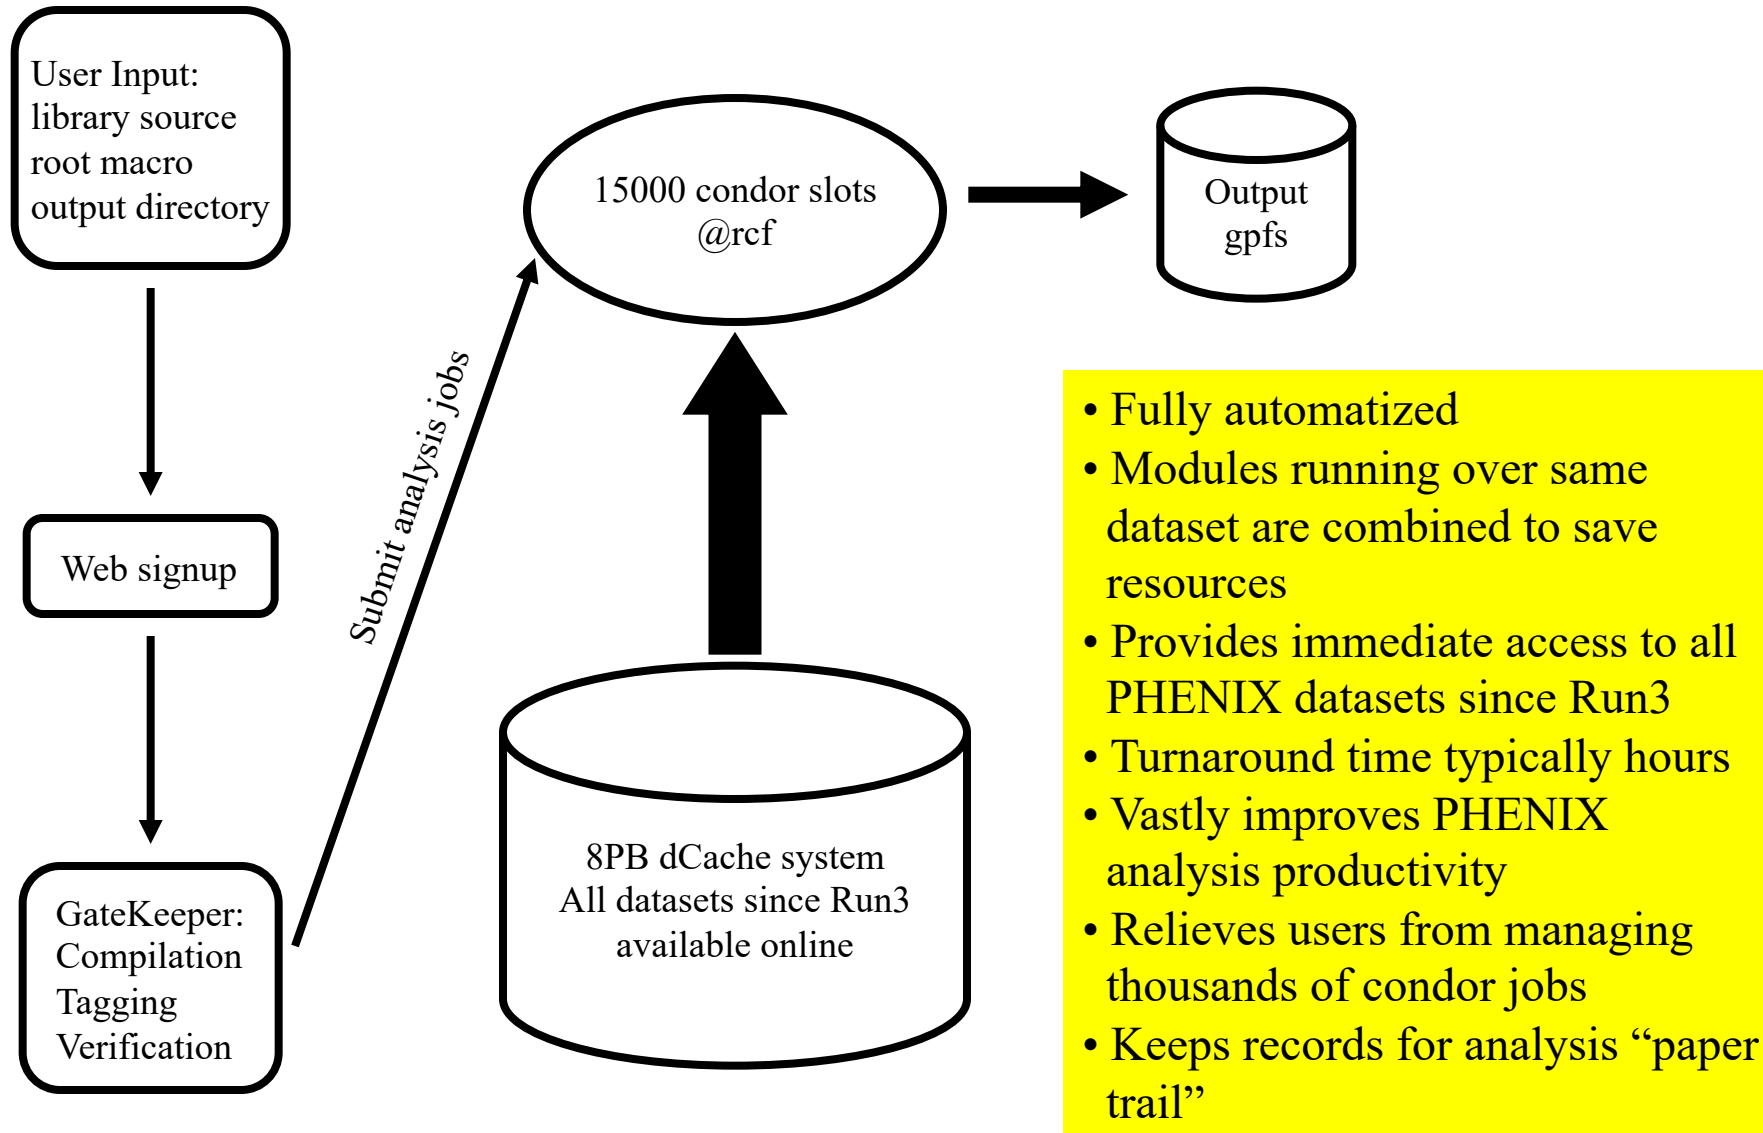 User Input:
library source
root macro
output directory
Web signup
GateKeeper:
Compilation
Tagging
Verification
Submit analysis jobs
15000 condor slots
@rcf
Output
gpfs
8PB dCache system
All datasets since Run3
available online
• Fully automatized
• Modules running over same
dataset are combined to save
resources
• Provides immediate access to all
PHENIX datasets since Run3
• Turnaround time typically hours
• Vastly improves PHENIX
analysis productivity
• Relieves users from managing
thousands of condor jobs
• Keeps records for analysis “paper
trail”